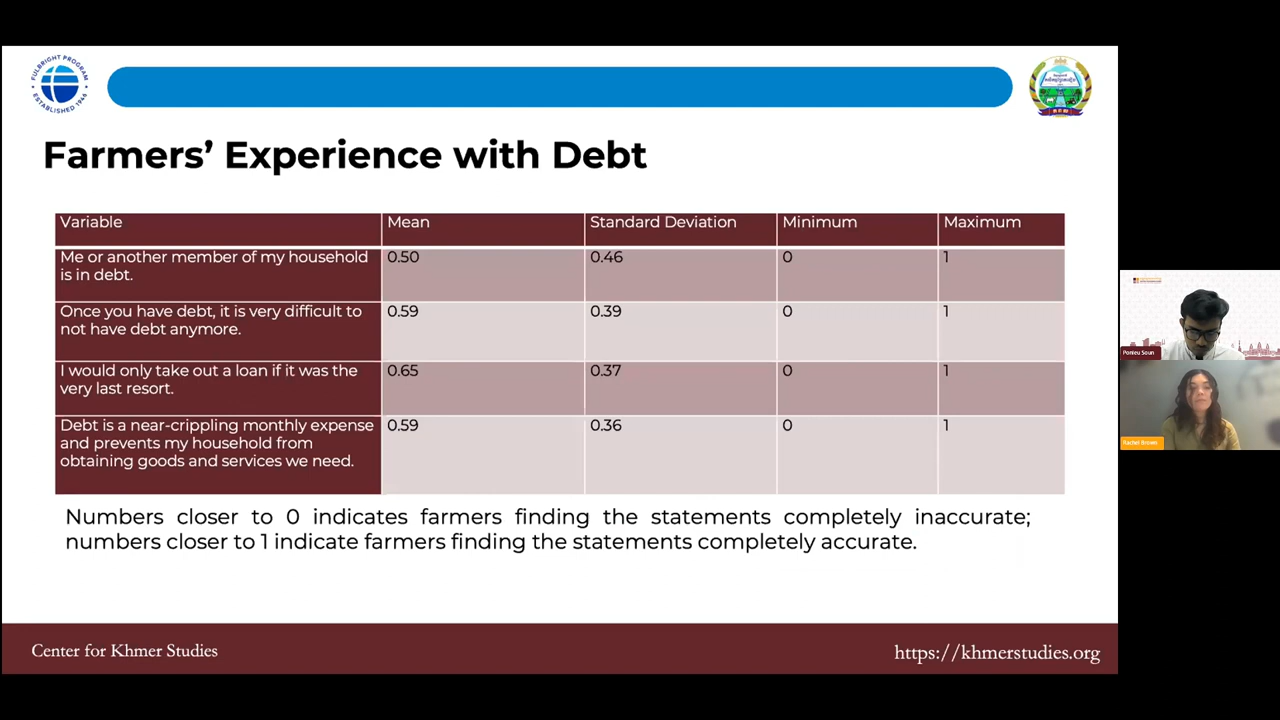 FULBRIGHT PROGRAM
ESTABLISHED 1946
Farmers' Experience with Debt
Variable Mean Standard Deviation Minimum Maximum
Me or another member of my household
is in debt.
0.50 0.46 0 1
Once you have debt, it is very difficult to
not have debt anymore.
0.59 0.39 0 1
I would only take out a loan if it was the
very last resort.
0.65 0.37 0 1
Debt is a near-crippling monthly expense
and prevents my household from
obtaining goods and services we need.
0.59 0.36 0 1
Numbers closer to 0 indicates farmers finding the statements completely inaccurate;
numbers closer to 1 indicate farmers finding the statements completely accurate.
Center for Khmer Studies
https://khmerstudies.org
Ponleu Soun
Rachel Brown